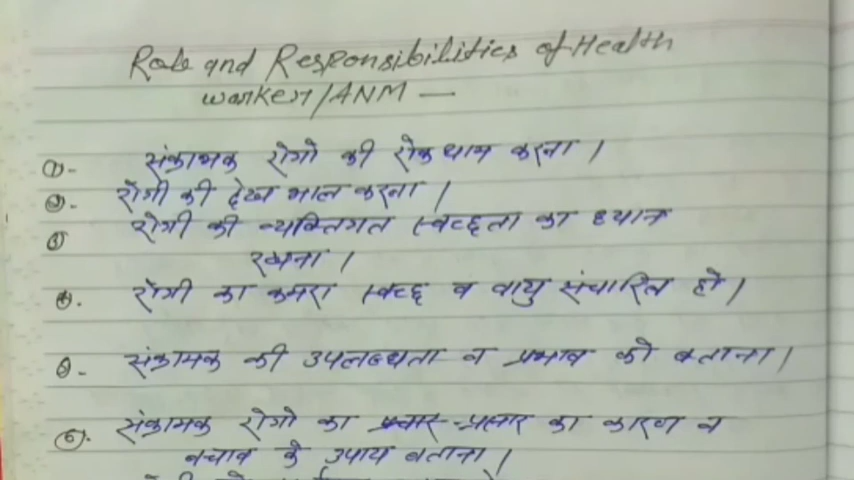 Role and Responsibilities of Health
worker/ANM —
①- संक्रामक रोगो की रोकथाम करना।
②. रोगी की देख भाल करना।
③ रोगी की व्यक्तिगत स्वच्छता का ध्यान
रखना।
④. रोगी का कमरा स्वच्छ व वायु संचारित हो।
⑤- संक्रामक की उपलब्धता व प्रभाव को बताना।
⑥. संक्रामक रोगो का प्रचार-प्रसार का कारण व
बचाव के उपाय बताना।